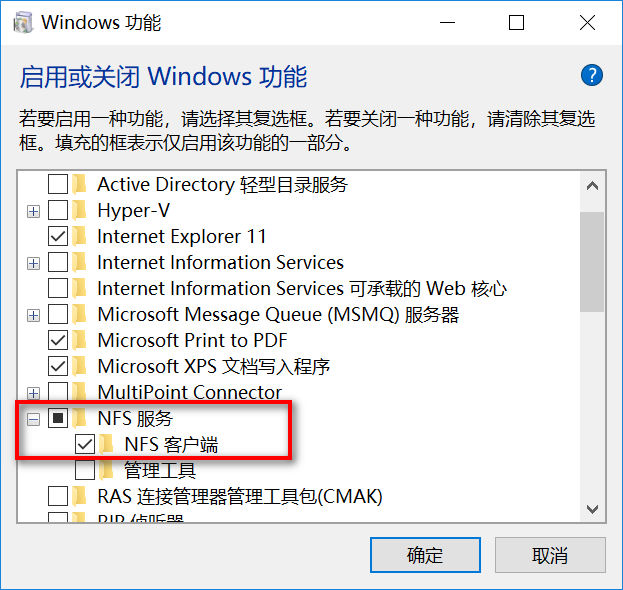 Windows 功能
启用或关闭 Windows 功能
若要启用一种功能，请选择其复选框。若要关闭一种功能，请清除其复选
框。填充的框表示仅启用该功能的一部分。
Active Directory 轻型目录服务
Hyper-V
Internet Explorer 11
Internet Information Services
Internet Information Services 可承载的 Web 核心
Microsoft Message Queue (MSMQ) 服务器
Microsoft Print to PDF
Microsoft XPS 文档写入程序
MultiPoint Connector
NFS 服务
NFS 客户端
管理工具
RAS 连接管理器管理工具包(CMAK)
RIP 侦听器
确定
取消